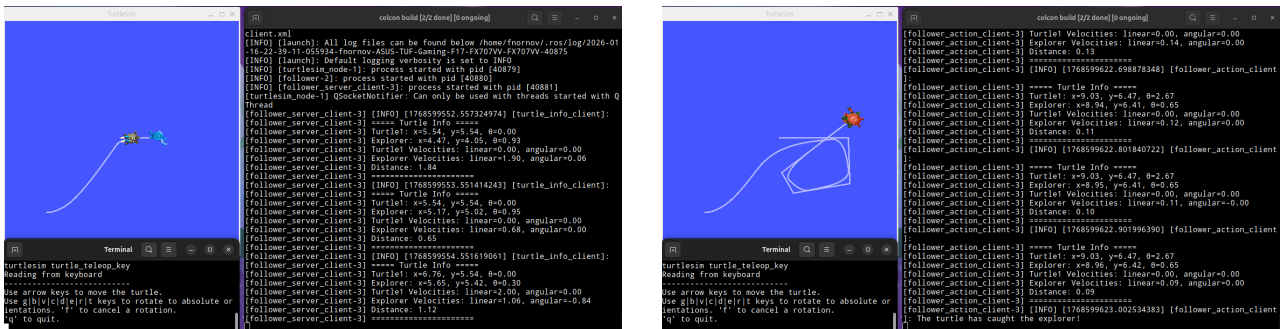 TurtleSim
colcon build [2/2 done] [0 ongoing]
client.xml
[INFO] [launch]: All log files can be found below /home/fnornov/.ros/log/2026-01
-16-22-39-11-055934-fnornov-ASUS-TUF-Gaming-F17-FX707VV-FX707VV-40875
[INFO] [launch]: Default logging verbosity is set to INFO
[INFO] [turtlesim_node-1]: process started with pid [40879]
[INFO] [follower-2]: process started with pid [40880]
[INFO] [follower_server_client-3]: process started with pid [40881]
[turtlesim_node-1] QSocketNotifier: Can only be used with threads started with Q
Thread
[follower_server_client-3] [INFO] [1768599552.557324974] [turtle_info_client]:
[follower_server_client-3] ===== Turtle Info =====
[follower_server_client-3] Turtle1: x=5.54, y=5.54, θ=0.00
[follower_server_client-3] Explorer: x=4.47, y=4.05, θ=0.93
[follower_server_client-3] Turtle1 Velocities: linear=0.00, angular=0.00
[follower_server_client-3] Explorer Velocities: linear=1.90, angular=0.06
[follower_server_client-3] Distance: 1.84
[follower_server_client-3] ======================
[follower_server_client-3] [INFO] [1768599553.551414243] [turtle_info_client]:
[follower_server_client-3] ===== Turtle Info =====
[follower_server_client-3] Turtle1: x=5.54, y=5.54, θ=0.00
[follower_server_client-3] Explorer: x=5.17, y=5.02, θ=0.95
[follower_server_client-3] Turtle1 Velocities: linear=0.00, angular=0.00
[follower_server_client-3] Explorer Velocities: linear=0.68, angular=0.00
[follower_server_client-3] Distance: 0.65
[follower_server_client-3] ======================
[follower_server_client-3] [INFO] [1768599554.551619061] [turtle_info_client]:
[follower_server_client-3] ===== Turtle Info =====
[follower_server_client-3] Turtle1: x=6.76, y=5.54, θ=0.00
[follower_server_client-3] Explorer: x=5.65, y=5.42, θ=0.30
[follower_server_client-3] Turtle1 Velocities: linear=2.00, angular=0.00
[follower_server_client-3] Explorer Velocities: linear=1.06, angular=-0.84
[follower_server_client-3] Distance: 1.12
[follower_server_client-3] ======================
Terminal
turtlesim turtle_teleop_key
Reading from keyboard
---------------------------
Use arrow keys to move the turtle.
Use g|b|v|c|d|e|r|t keys to rotate to absolute or
ientations. 'f' to cancel a rotation.
'q' to quit.
TurtleSim
colcon build [2/2 done] [0 ongoing]
[follower_action_client-3] Turtle1 Velocities: linear=0.00, angular=0.00
[follower_action_client-3] Explorer Velocities: linear=0.14, angular=0.00
[follower_action_client-3] Distance: 0.13
[follower_action_client-3] ======================
[follower_action_client-3] [INFO] [1768599622.698878348] [follower_action_client
]:
[follower_action_client-3] ===== Turtle Info =====
[follower_action_client-3] Turtle1: x=9.03, y=6.47, θ=2.67
[follower_action_client-3] Explorer: x=8.94, y=6.41, θ=0.65
[follower_action_client-3] Turtle1 Velocities: linear=0.00, angular=0.00
[follower_action_client-3] Explorer Velocities: linear=0.12, angular=0.00
[follower_action_client-3] Distance: 0.11
[follower_action_client-3] ======================
[follower_action_client-3] [INFO] [1768599622.801840722] [follower_action_client
]:
[follower_action_client-3] ===== Turtle Info =====
[follower_action_client-3] Turtle1: x=9.03, y=6.47, θ=2.67
[follower_action_client-3] Explorer: x=8.95, y=6.41, θ=0.65
[follower_action_client-3] Turtle1 Velocities: linear=0.00, angular=0.00
[follower_action_client-3] Explorer Velocities: linear=0.11, angular=-0.00
[follower_action_client-3] Distance: 0.10
[follower_action_client-3] ======================
[follower_action_client-3] [INFO] [1768599622.901996390] [follower_action_client
]:
[follower_action_client-3] ===== Turtle Info =====
[follower_action_client-3] Turtle1: x=9.03, y=6.47, θ=2.67
[follower_action_client-3] Explorer: x=8.96, y=6.42, θ=0.65
[follower_action_client-3] Turtle1 Velocities: linear=0.00, angular=0.00
[follower_action_client-3] Explorer Velocities: linear=0.09, angular=0.00
[follower_action_client-3] Distance: 0.09
[follower_action_client-3] ======================
[follower_action_client-3] [INFO] [1768599623.002534383] [follower_action_client
]: The turtle has caught the explorer!
Terminal
turtlesim turtle_teleop_key
Reading from keyboard
---------------------------
Use arrow keys to move the turtle.
Use g|b|v|c|d|e|r|t keys to rotate to absolute or
ientations. 'f' to cancel a rotation.
'q' to quit.